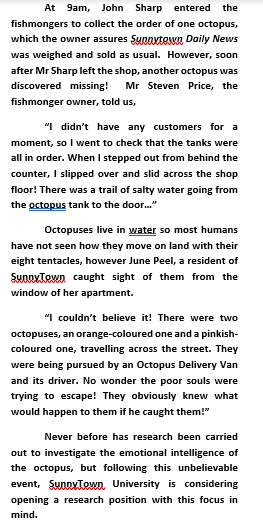 At 9am, John Sharp entered the
fishmongers to collect the order of one octopus,
which the owner assures Sunnytown Daily News
was weighed and sold as usual. However, soon
after Mr Sharp left the shop, another octopus was
discovered missing! Mr Steven Price, the
fishmonger owner, told us,
“I didn’t have any customers for a
moment, so I went to check that the tanks were
all in order. When I stepped out from behind the
counter, I slipped over and slid across the shop
floor! There was a trail of salty water going from
the octopus tank to the door…”
Octopuses live in water so most humans
have not seen how they move on land with their
eight tentacles, however June Peel, a resident of
SunnyTown caught sight of them from the
window of her apartment.
“I couldn’t believe it! There were two
octopuses, an orange-coloured one and a pinkish-
coloured one, travelling across the street. They
were being pursued by an Octopus Delivery Van
and its driver. No wonder the poor souls were
trying to escape! They obviously knew what
would happen to them if he caught them!”
Never before has research been carried
out to investigate the emotional intelligence of
the octopus, but following this unbelievable
event, SunnyTown University is considering
opening a research position with this focus in
mind.